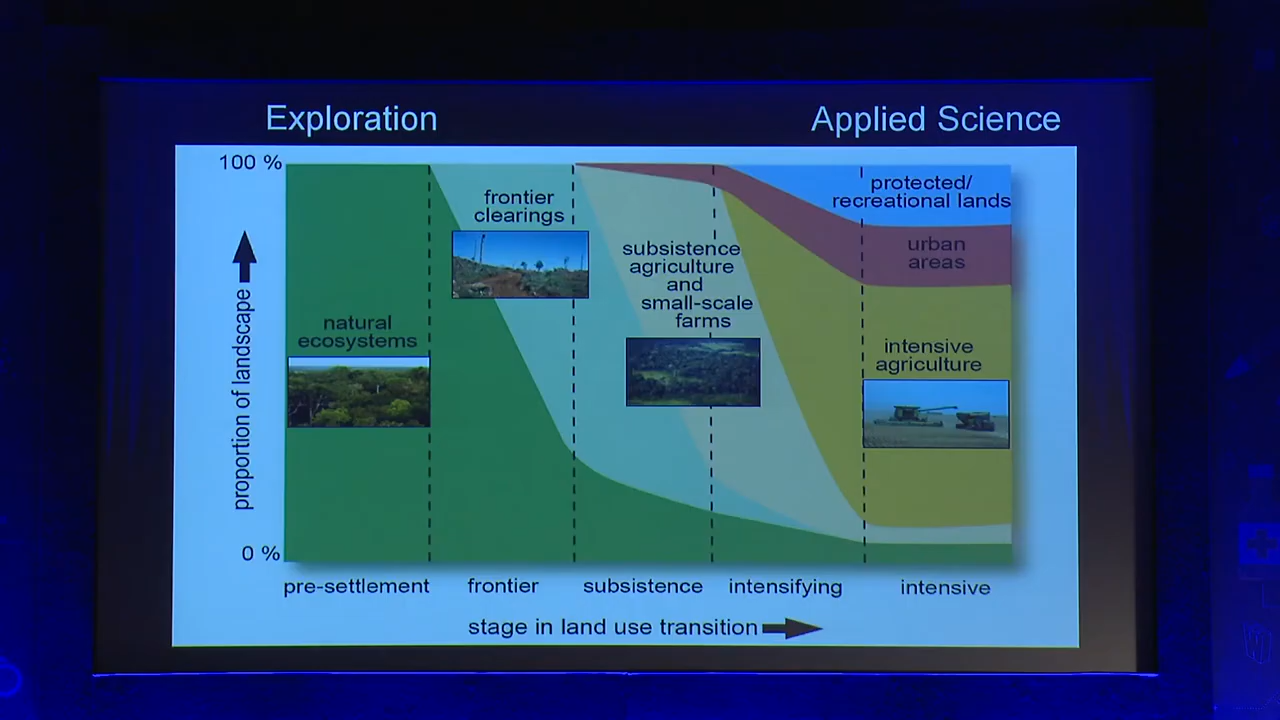 Exploration
Applied Science
100 %
protected/
recreational lands
frontier
clearings
urban
areas
subsistence
agriculture
and
small-scale
farms
natural
ecosystems
intensive
agriculture
proportion of landscape
0 %
pre-settlement
frontier
subsistence
intensifying
intensive
stage in land use transition